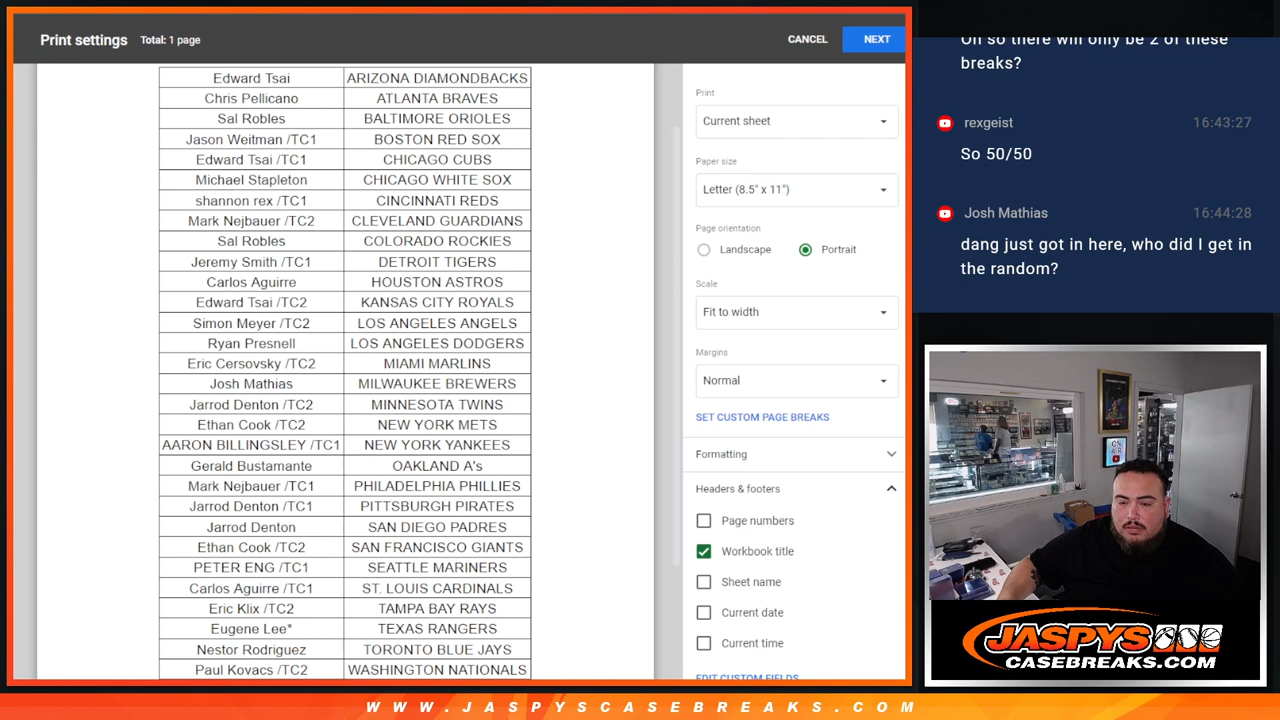 Print settings
Total: 1 page
CANCEL
NEXT
Edward Tsai ARIZONA DIAMONDBACKS
Chris Pellicano ATLANTA BRAVES
Sal Robles BALTIMORE ORIOLES
Jason Weitman /TC1 BOSTON RED SOX
Edward Tsai /TC1 CHICAGO CUBS
Michael Stapleton CHICAGO WHITE SOX
shannon rex /TC1 CINCINNATI REDS
Mark Nejbauer /TC2 CLEVELAND GUARDIANS
Sal Robles COLORADO ROCKIES
Jeremy Smith /TC1 DETROIT TIGERS
Carlos Aguirre HOUSTON ASTROS
Edward Tsai /TC2 KANSAS CITY ROYALS
Simon Meyer /TC2 LOS ANGELES ANGELS
Ryan Presnell LOS ANGELES DODGERS
Eric Cersovsky /TC2 MIAMI MARLINS
Josh Mathias MILWAUKEE BREWERS
Jarrod Denton /TC2 MINNESOTA TWINS
Ethan Cook /TC2 NEW YORK METS
AARON BILLINGSLEY /TC1 NEW YORK YANKEES
Gerald Bustamante OAKLAND A's
Mark Nejbauer /TC1 PHILADELPHIA PHILLIES
Jarrod Denton /TC1 PITTSBURGH PIRATES
Jarrod Denton SAN DIEGO PADRES
Ethan Cook /TC2 SAN FRANCISCO GIANTS
PETER ENG /TC1 SEATTLE MARINERS
Carlos Aguirre /TC1 ST. LOUIS CARDINALS
Eric Klix /TC2 TAMPA BAY RAYS
Eugene Lee* TEXAS RANGERS
Nestor Rodriguez TORONTO BLUE JAYS
Paul Kovacs /TC2 WASHINGTON NATIONALS
Print
Current sheet
Paper size
Letter (8.5" x 11")
Page orientation
Landscape
Portrait
Scale
Fit to width
Margins
Normal
SET CUSTOM PAGE BREAKS
Formatting
Headers & footers
Page numbers
Workbook title
Sheet name
Current date
Current time
EDIT CUSTOM FIELDS
Oh so there will only be 2 of these
breaks?
rexgeist 16:43:27
So 50/50
Josh Mathias 16:44:28
dang just got in here, who did I get in
the random?
ON AIR
JASPYS
CASEBREAKS.COM
WWW.JASPYSCASEBREAKS.COM